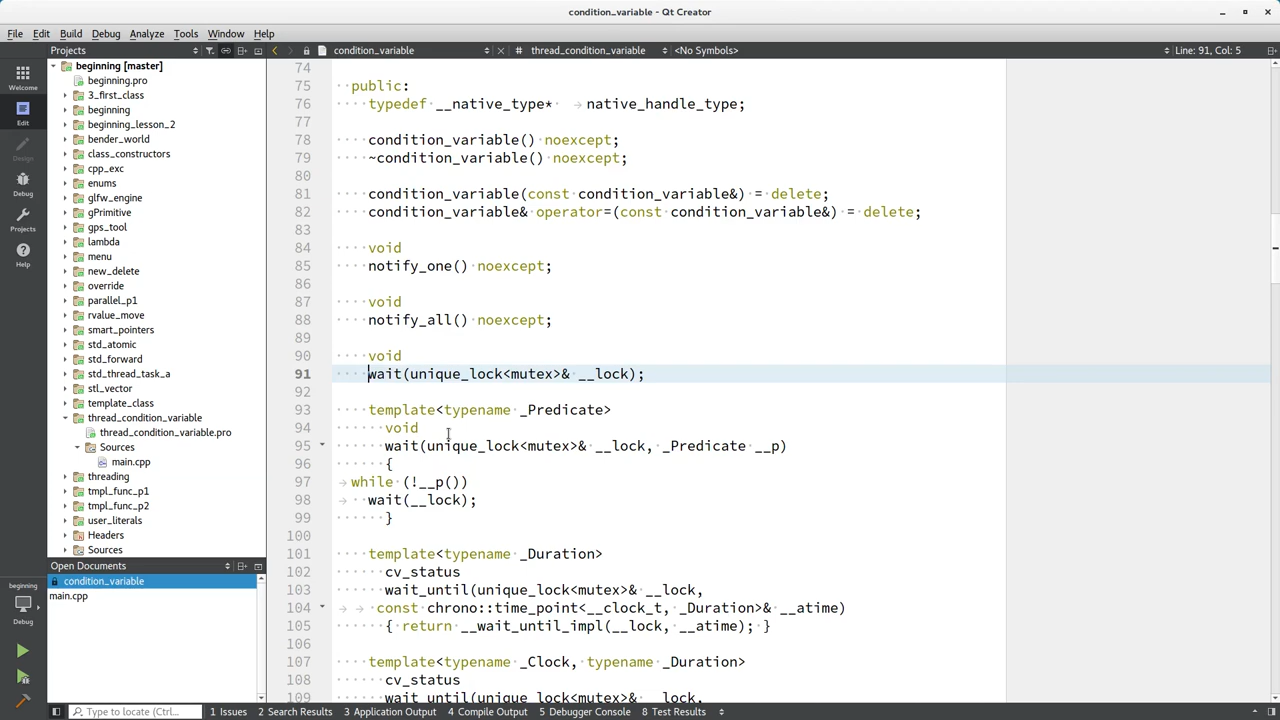 condition_variable - Qt Creator
File Edit Build Debug Analyze Tools Window Help
Projects
condition_variable
# thread_condition_variable
<No Symbols>
Line: 91, Col: 5
Welcome
Edit
Design
Debug
Projects
Help
beginning
Debug
beginning [master]
beginning.pro
3_first_class
beginning
beginning_lesson_2
bender_world
class_constructors
cpp_exc
enums
glfw_engine
gPrimitive
gps_tool
lambda
menu
new_delete
override
parallel_p1
rvalue_move
smart_pointers
std_atomic
std_forward
std_thread_task_a
stl_vector
template_class
thread_condition_variable
thread_condition_variable.pro
Sources
main.cpp
threading
tmpl_func_p1
tmpl_func_p2
user_literals
Headers
Sources
Open Documents
condition_variable
main.cpp
74
75 public:
76 typedef __native_type* native_handle_type;
77
78 condition_variable() noexcept;
79 ~condition_variable() noexcept;
80
81 condition_variable(const condition_variable&) = delete;
82 condition_variable& operator=(const condition_variable&) = delete;
83
84 void
85 notify_one() noexcept;
86
87 void
88 notify_all() noexcept;
89
90 void
91 wait(unique_lock<mutex>& __lock);
92
93 template<typename _Predicate>
94 void
95 wait(unique_lock<mutex>& __lock, _Predicate __p)
96 {
97 while (!__p())
98 wait(__lock);
99 }
100
101 template<typename _Duration>
102 cv_status
103 wait_until(unique_lock<mutex>& __lock,
104 const chrono::time_point<__clock_t, _Duration>& __atime)
105 { return __wait_until_impl(__lock, __atime); }
106
107 template<typename _Clock, typename _Duration>
108 cv_status
109 wait_until(unique_lock<mutex>& __lock,
Type to locate (Ctrl...
1 Issues 2 Search Results 3 Application Output 4 Compile Output 5 Debugger Console 8 Test Results